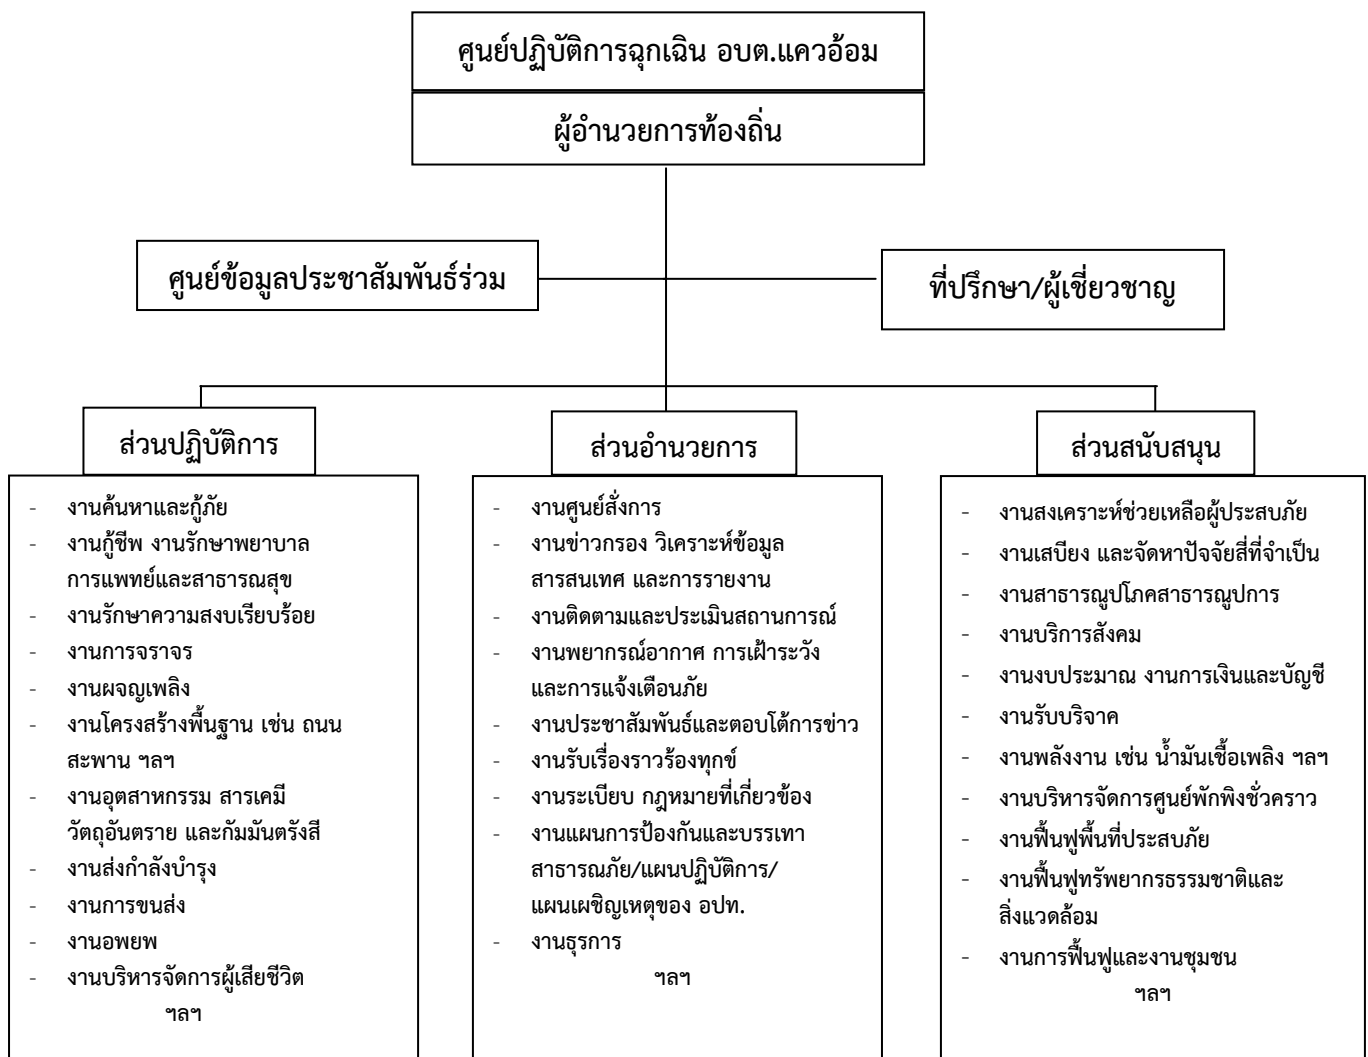 ศูนย์ปฏิบัติการฉุกเฉิน อบต.แควอ้อม
ผู้อำนวยการท้องถิ่น
ศูนย์ข้อมูลประชาสัมพันธ์ร่วม
ที่ปรึกษา/ผู้เชี่ยวชาญ
ส่วนปฏิบัติการ
- งานค้นหาและกู้ภัย
- งานกู้ชีพ งานรักษาพยาบาล
การแพทย์และสาธารณสุข
- งานรักษาความสงบเรียบร้อย
- งานการจราจร
- งานผจญเพลิง
- งานโครงสร้างพื้นฐาน เช่น ถนน
สะพาน ฯลฯ
- งานอุตสาหกรรม สารเคมี
วัตถุอันตราย และกัมมันตรังสี
- งานส่งกำลังบำรุง
- งานการขนส่ง
- งานอพยพ
- งานบริหารจัดการผู้เสียชีวิต
ฯลฯ
ส่วนอำนวยการ
- งานศูนย์สั่งการ
- งานข่าวกรอง วิเคราะห์ข้อมูล
สารสนเทศ และการรายงาน
- งานติดตามและประเมินสถานการณ์
- งานพยากรณ์อากาศ การเฝ้าระวัง
และการแจ้งเตือนภัย
- งานประชาสัมพันธ์และตอบโต้การข่าว
- งานรับเรื่องราวร้องทุกข์
- งานระเบียบ กฎหมายที่เกี่ยวข้อง
- งานแผนการป้องกันและบรรเทา
สาธารณภัย/แผนปฏิบัติการ/
แผนเผชิญเหตุของ อปท.
- งานธุรการ
ฯลฯ
ส่วนสนับสนุน
- งานสงเคราะห์ช่วยเหลือผู้ประสบภัย
- งานเสบียง และจัดหาปัจจัยสี่ที่จำเป็น
- งานสาธารณูปโภคสาธารณูปการ
- งานบริการสังคม
- งานงบประมาณ งานการเงินและบัญชี
- งานรับบริจาค
- งานพลังงาน เช่น น้ำมันเชื้อเพลิง ฯลฯ
- งานบริหารจัดการศูนย์พักพิงชั่วคราว
- งานฟื้นฟูพื้นที่ประสบภัย
- งานฟื้นฟูทรัพยากรธรรมชาติและ
สิ่งแวดล้อม
- งานการฟื้นฟูและงานชุมชน
ฯลฯ